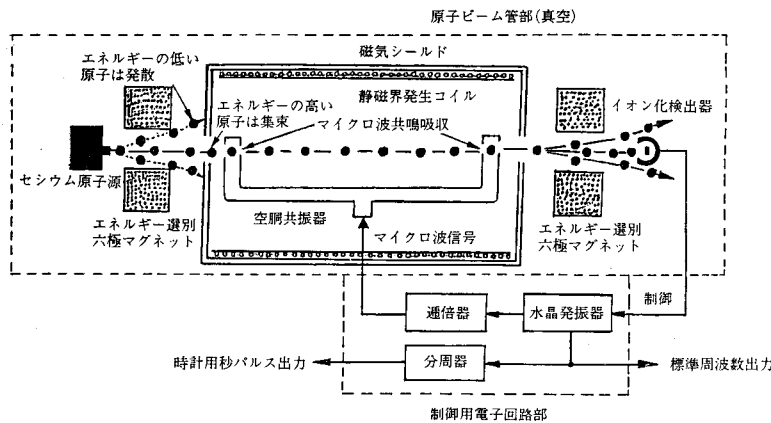 原子ビーム管部(真空)
エネルギーの低い
原子は発散
磁気シールド
静磁界発生コイル
エネルギーの高い
原子は集束
マイクロ波共鳴吸収
イオン化検出器
セシウム原子源
エネルギー選別
六極マグネット
空胴共振器
マイクロ波信号
エネルギー選別
六極マグネット
制御
逓倍器
水晶発振器
時計用秒パルス出力
分周器
標準周波数出力
制御用電子回路部